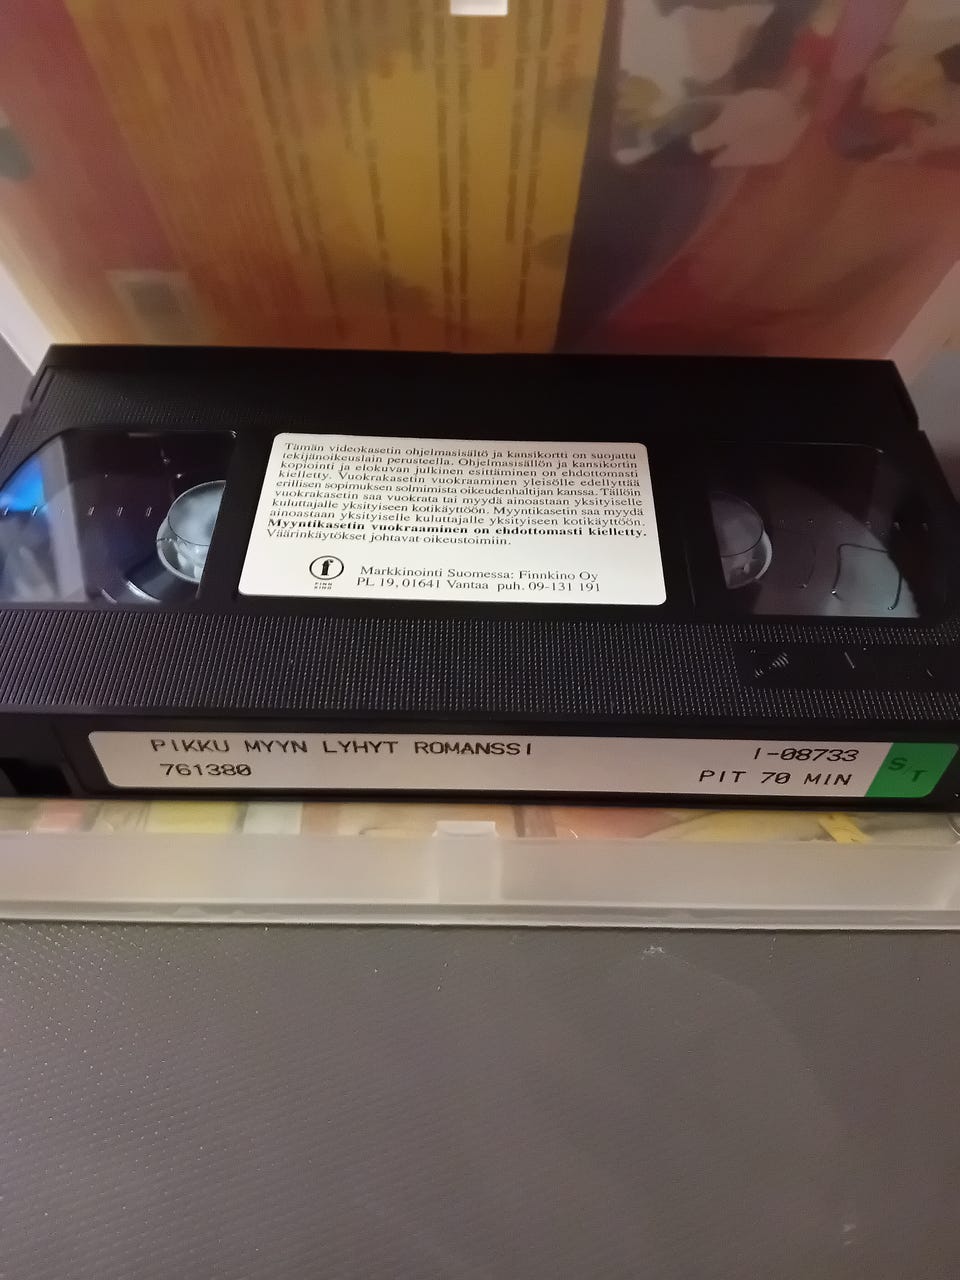 Tämän videokasetin ohjelmasisältö ja kansikortti on suojattu
tekijänoikeuslain perusteella. Ohjelmasisällön ja kansikortin
kopiointi ja elokuvan julkinen esittäminen on ehdottomasti
kielletty. Vuokrakasetin vuokraaminen yleisölle edellyttää
erillisen sopimuksen solmimista oikeudenhaltijan kanssa. Tällöin
vuokrakasetin saa vuokrata tai myydä ainoastaan yksityiselle
kuluttajalle yksityiseen kotikäyttöön. Myyntikasetin saa myydä
ainoastaan yksityiselle kuluttajalle yksityiseen kotikäyttöön.
Myyntikasetin vuokraaminen on ehdottomasti kielletty.
Väärinkäytökset johtavat oikeustoimiin.
f
FINN
KINO
Markkinointi Suomessa: Finnkino Oy
PL 19, 01641 Vantaa puh. 09-131 191
PIKKU MYYN LYHYT ROMANSSI
761380
I-08733
PIT 70 MIN
S/T